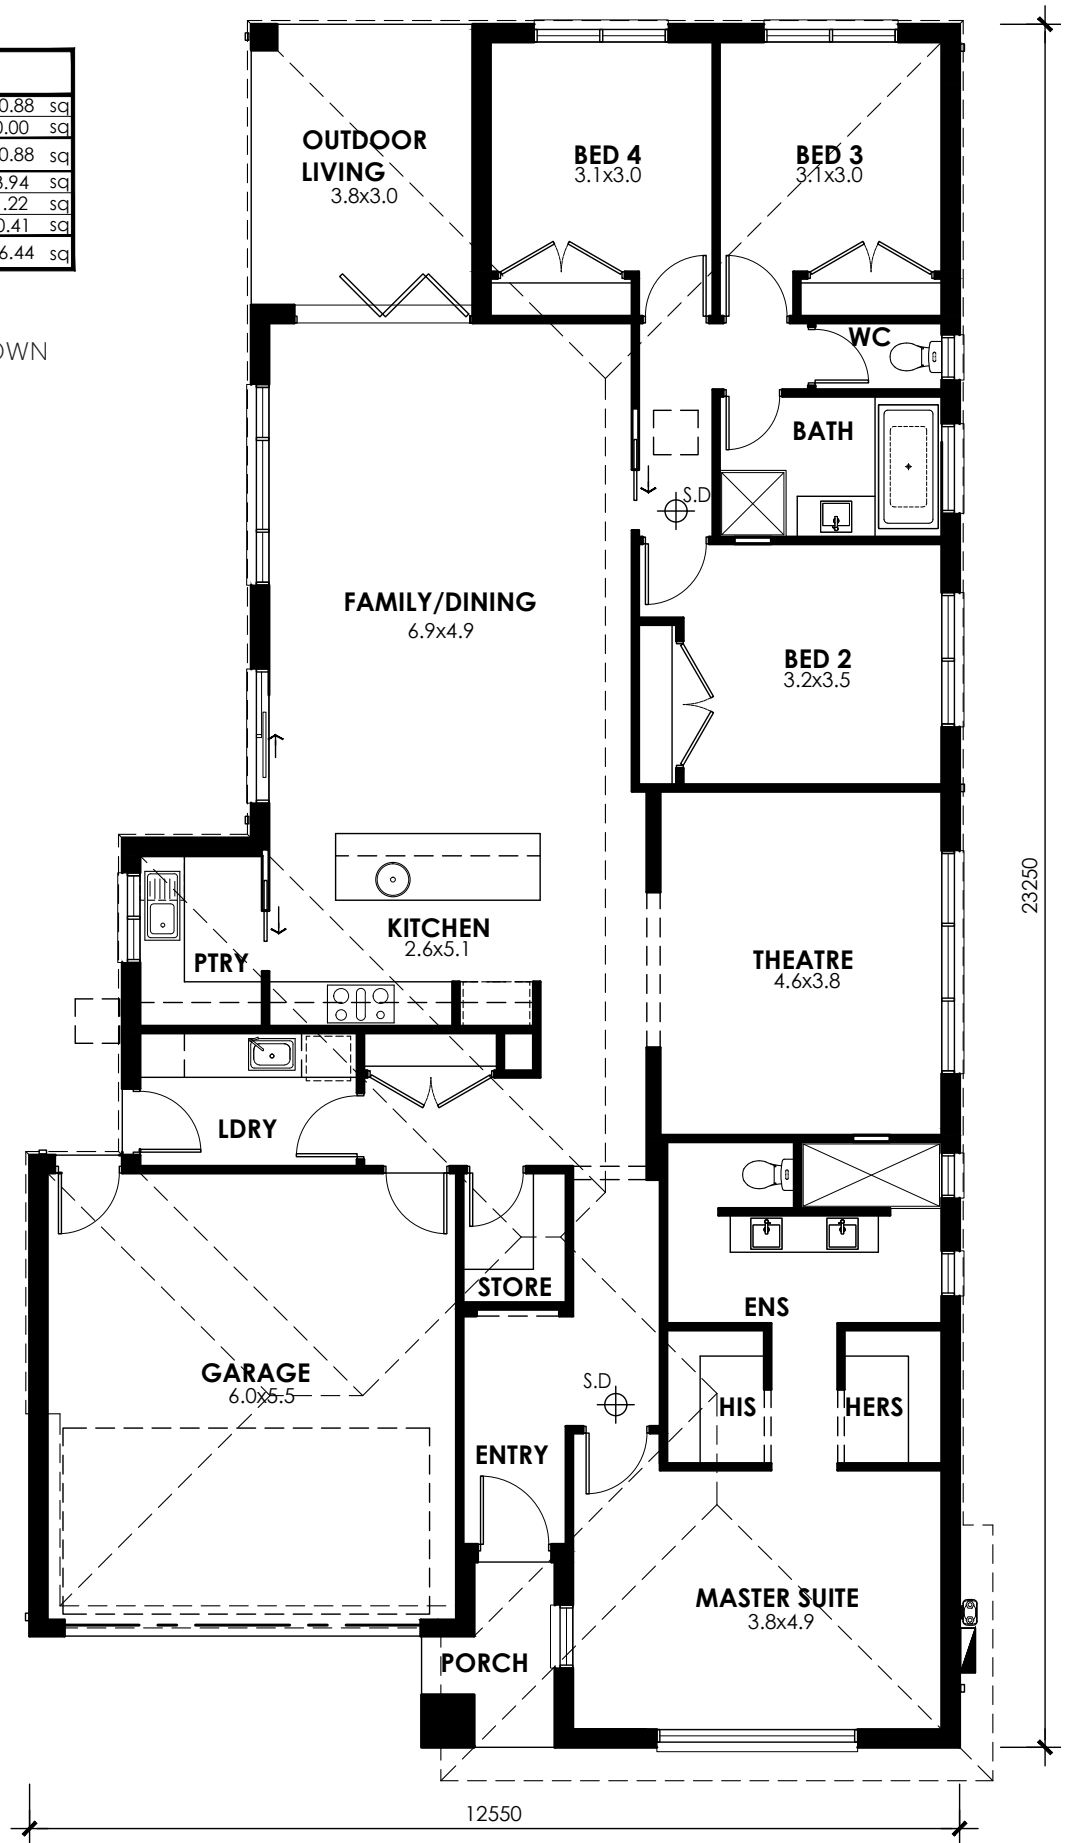 0.88 sq
0.00 sq
0.88 sq
.94 sq
.22 sq
0.41 sq
6.44 sq
OWN
OUTDOOR
LIVING
3.8x3.0
BED 4
3.1x3.0
BED 3
3.1x3.0
WC
BATH
S.D
FAMILY/DINING
6.9x4.9
BED 2
3.2x3.5
23250
KITCHEN
2.6x5.1
PTRY
THEATRE
4.6x3.8
LDRY
STORE
ENS
GARAGE
6.0x5.5
S.D
HIS
HERS
ENTRY
MASTER SUITE
3.8x4.9
PORCH
12550